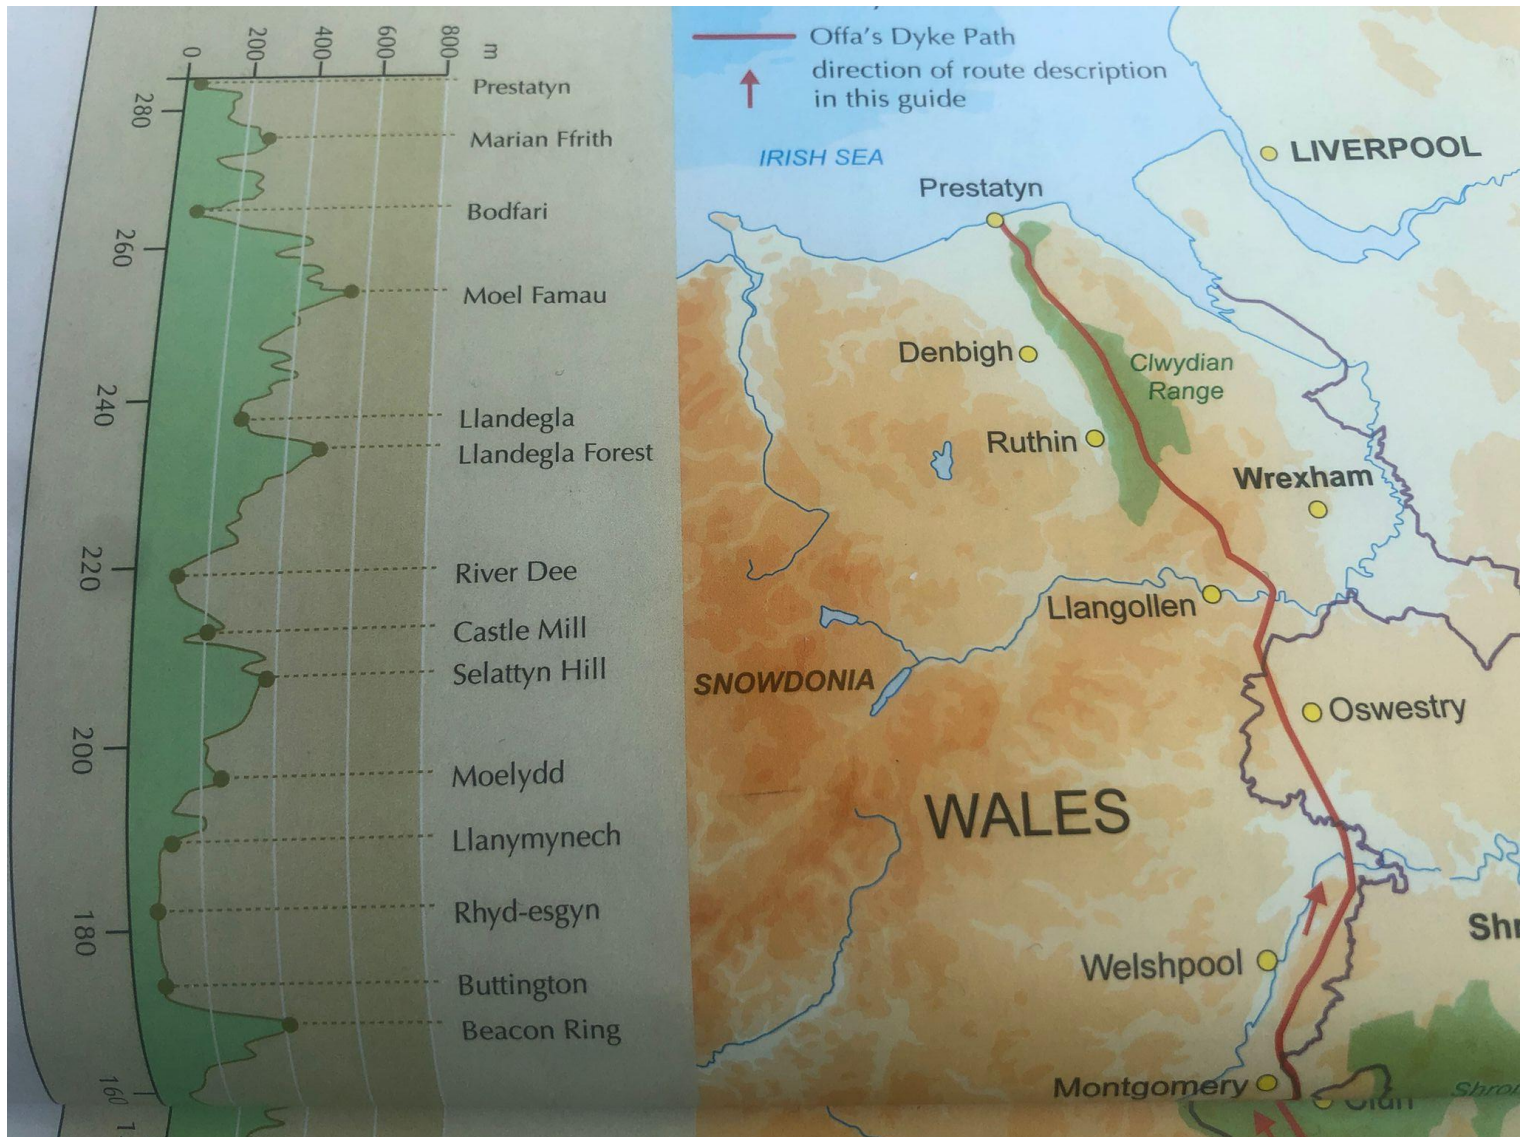 0 200 400 600 800 m
280
260
240
220
200
180
160
Prestatyn
Marian Ffrith
Bodfari
Moel Famau
Llandegla
Llandegla Forest
River Dee
Castle Mill
Selattyn Hill
Moelydd
Llanymynech
Rhyd-esgyn
Buttington
Beacon Ring
Offa's Dyke Path
direction of route description
in this guide
IRISH SEA
LIVERPOOL
Prestatyn
Denbigh
Clwydian
Range
Ruthin
Wrexham
Llangollen
SNOWDONIA
Oswestry
WALES
Welshpool
Montgomery